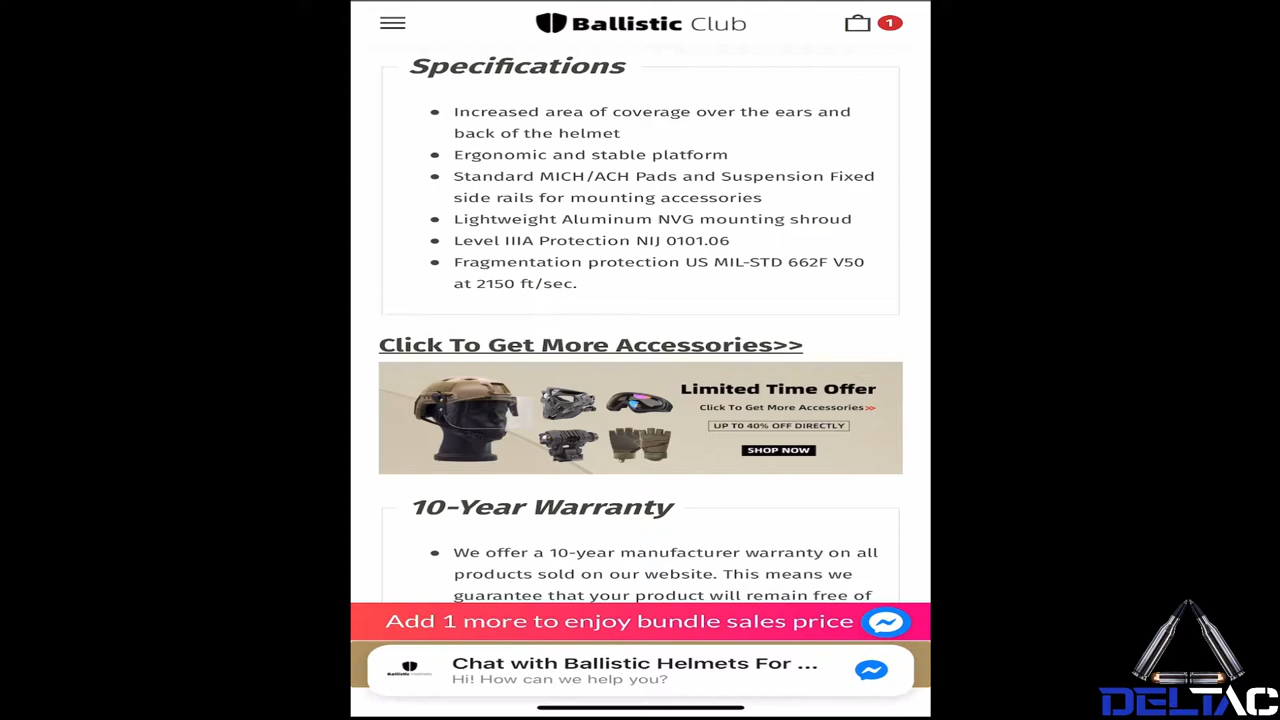 Ballistic Club
1
Specifications
Increased area of coverage over the ears and
back of the helmet
Ergonomic and stable platform
Standard MICH/ACH Pads and Suspension Fixed
side rails for mounting accessories
Lightweight Aluminum NVG mounting shroud
Level IIIA Protection NIJ 0101.06
Fragmentation protection US MIL-STD 662F V50
at 2150 ft/sec.
Click To Get More Accessories>>
Limited Time Offer
Click To Get More Accessories >>
UP TO 40% OFF DIRECTLY
SHOP NOW
10-Year Warranty
We offer a 10-year manufacturer warranty on all
products sold on our website. This means we
guarantee that your product will remain free of
Add 1 more to enjoy bundle sales price
Chat with Ballistic Helmets For ...
Hi! How can we help you?
DELTAC